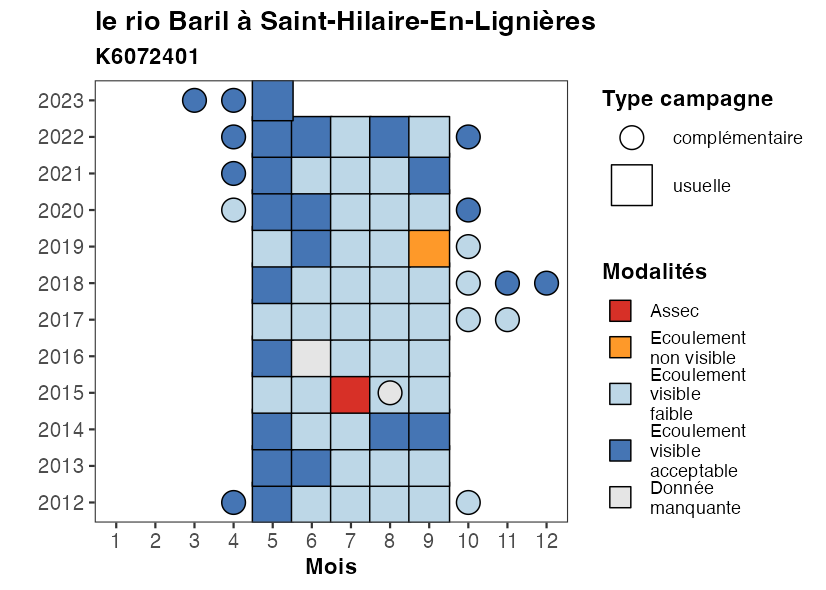 le rio Baril à Saint-Hilaire-En-Lignières
K6072401
2023
2022
2021
2020
2019
2018
2017
2016
2015
2014
2013
2012
1 2 3 4 5 6 7 8 9 10 11 12
Mois
Type campagne
complémentaire
usuelle
Modalités
Assec
Ecoulement
non visible
Ecoulement
visible
faible
Ecoulement
visible
acceptable
Donnée
manquante